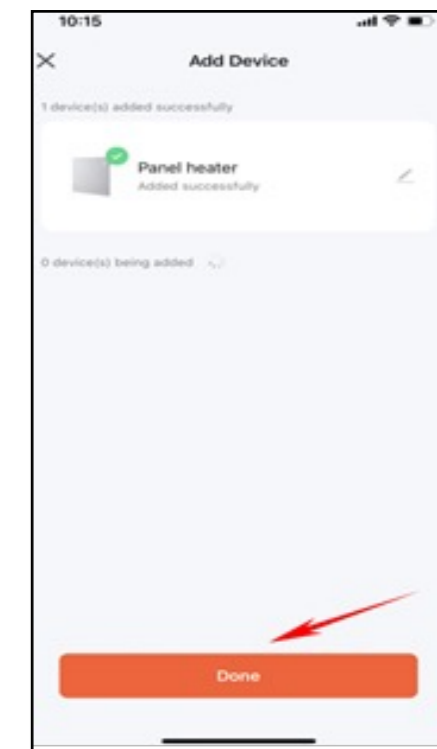 10:15
Add Device
1 device(s) added successfully
Panel heater
Added successfully
0 device(s) being added
Done